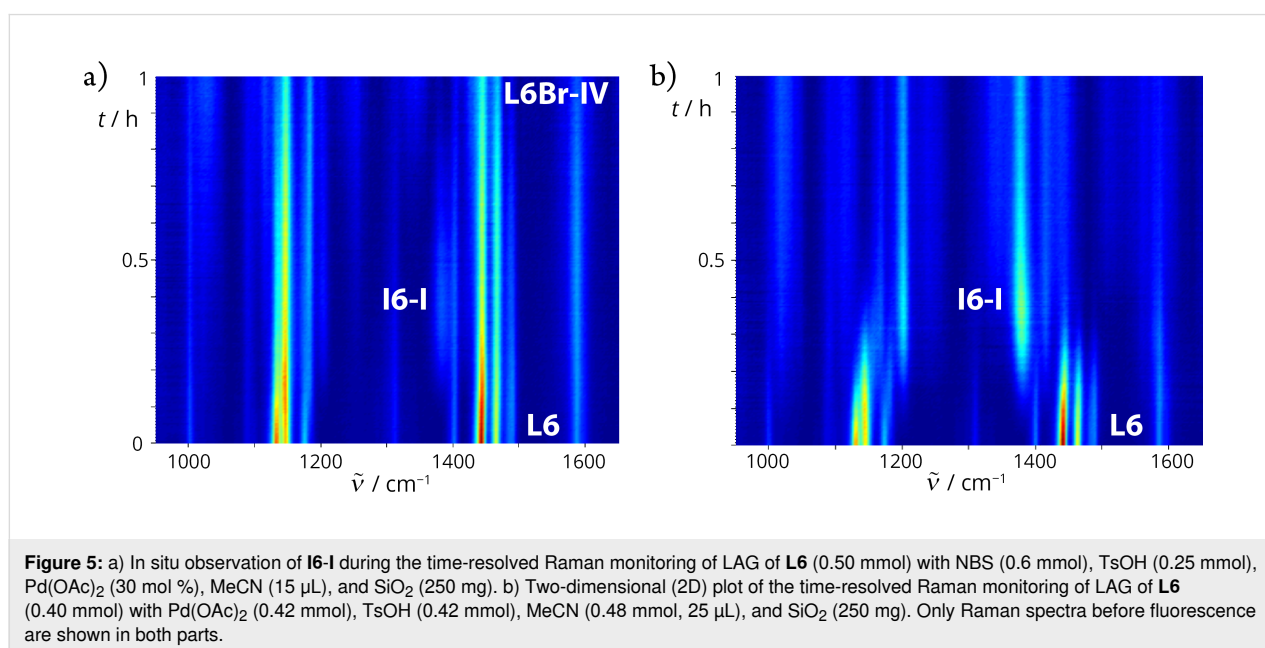 a)
1
t / h
0.5
0
L6Br-IV
I6-I
L6
1000 1200 1400 1600
ν̃ / cm⁻¹
b)
1
t / h
0.5
I6-I
L6
1000 1200 1400 1600
ν̃ / cm⁻¹
Figure 5: a) In situ observation of I6-I during the time-resolved Raman monitoring of LAG of L6 (0.50 mmol) with NBS (0.6 mmol), TsOH (0.25 mmol),
Pd(OAc)₂ (30 mol %), MeCN (15 µL), and SiO₂ (250 mg). b) Two-dimensional (2D) plot of the time-resolved Raman monitoring of LAG of L6
(0.40 mmol) with Pd(OAc)₂ (0.42 mmol), TsOH (0.42 mmol), MeCN (0.48 mmol, 25 µL), and SiO₂ (250 mg). Only Raman spectra before fluorescence
are shown in both parts.